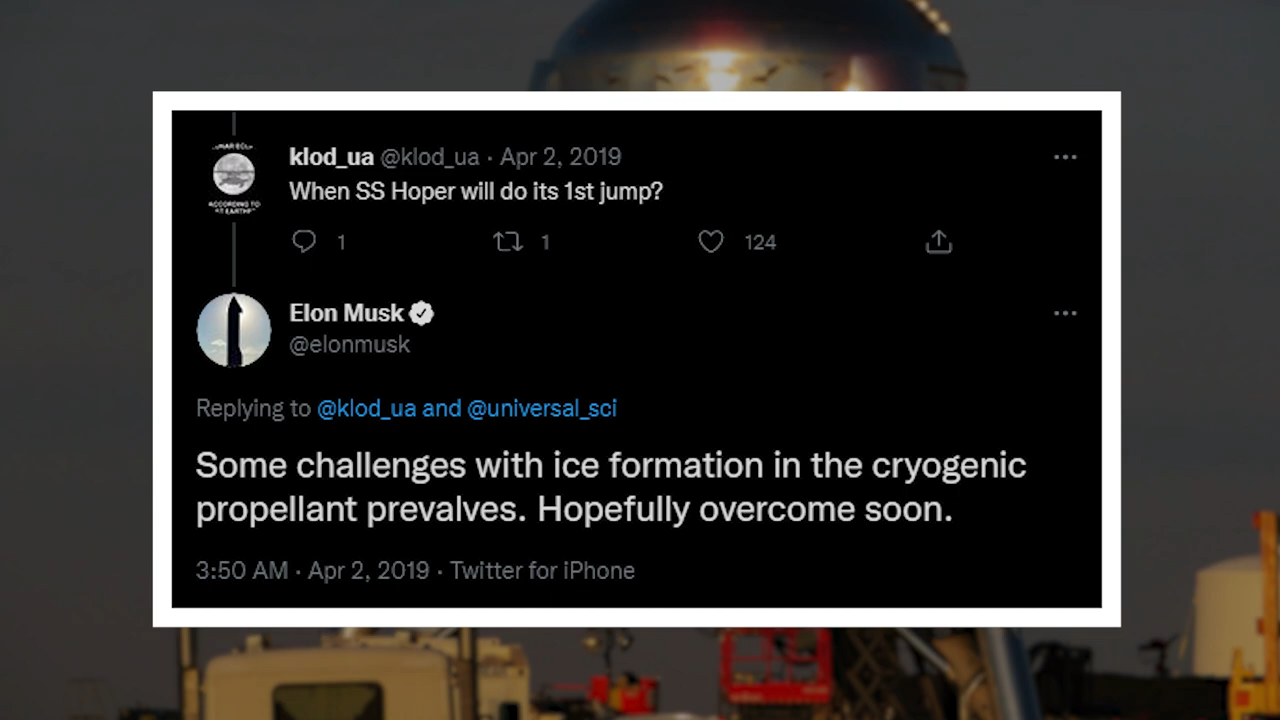 klod_ua @klod_ua · Apr 2, 2019
When SS Hoper will do its 1st jump?
ACCORDING TO
1 1 124
Elon Musk
@elonmusk
Replying to @klod_ua and @universal_sci
Some challenges with ice formation in the cryogenic
propellant prevalves. Hopefully overcome soon.
3:50 AM · Apr 2, 2019 · Twitter for iPhone